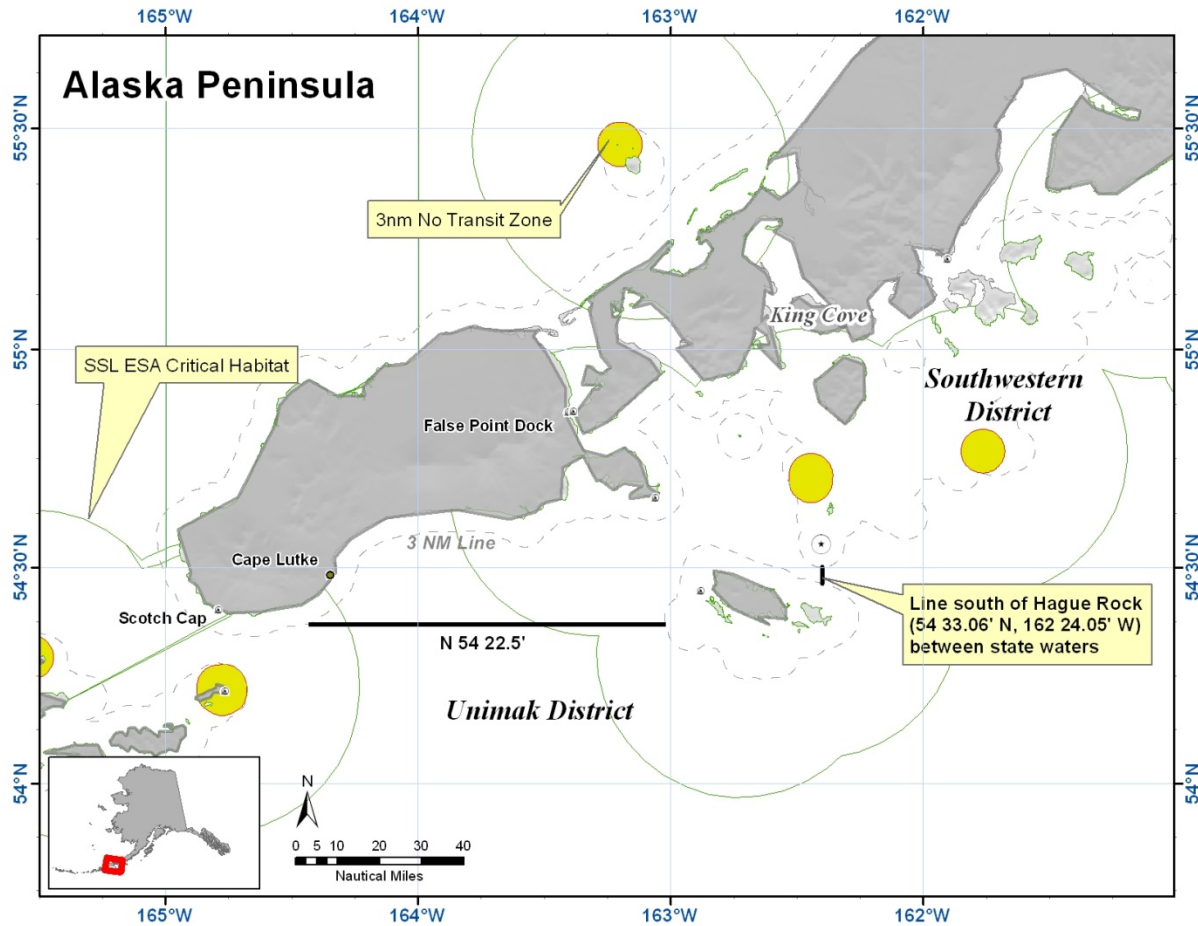 165°W
164°W
163°W
162°W
Alaska Peninsula
55°30'N
55°30'N
3nm No Transit Zone
King Cove
55°N
55°N
SSL ESA Critical Habitat
Southwestern
District
False Point Dock
3 NM Line
Cape Lutke
54°30'N
54°30'N
Scotch Cap
Line south of Hague Rock
(54 33.06' N, 162 24.05' W)
between state waters
N 54 22.5'
Unimak District
54°N
54°N
N
0 5 10 20 30 40
Nautical Miles
165°W
164°W
163°W
162°W